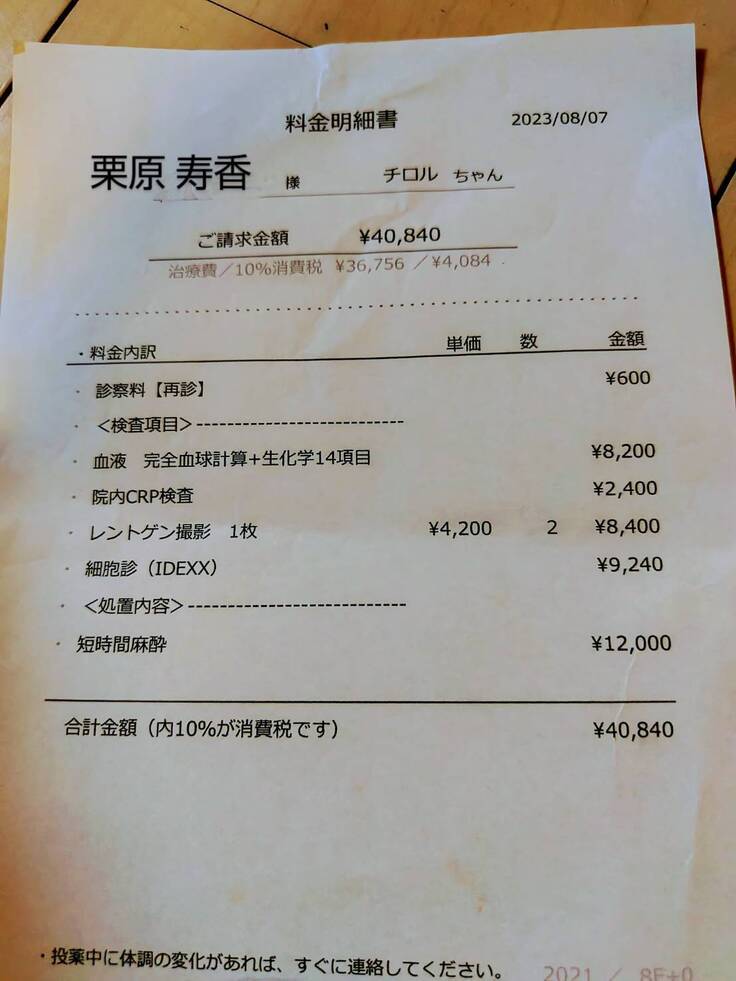 料金明細書 2023/08/07
栗原 寿香 様 チロル ちゃん
ご請求金額 ¥40,840
治療費／10%消費税 ¥36,756 ／¥4,084
・料金内訳 単価 数 金額
・ 診察料【再診】 ¥600
・ ＜検査項目＞---------------------------
・ 血液 完全血球計算+生化学14項目 ¥8,200
・ 院内CRP検査 ¥2,400
・ レントゲン撮影 1枚 ¥4,200 2 ¥8,400
・ 細胞診（IDEXX） ¥9,240
・ ＜処置内容＞----------------------------
・ 短時間麻酔 ¥12,000
合計金額（内10%が消費税です） ¥40,840
・投薬中に体調の変化があれば、すぐに連絡してください。 2021 ／ 8E+0